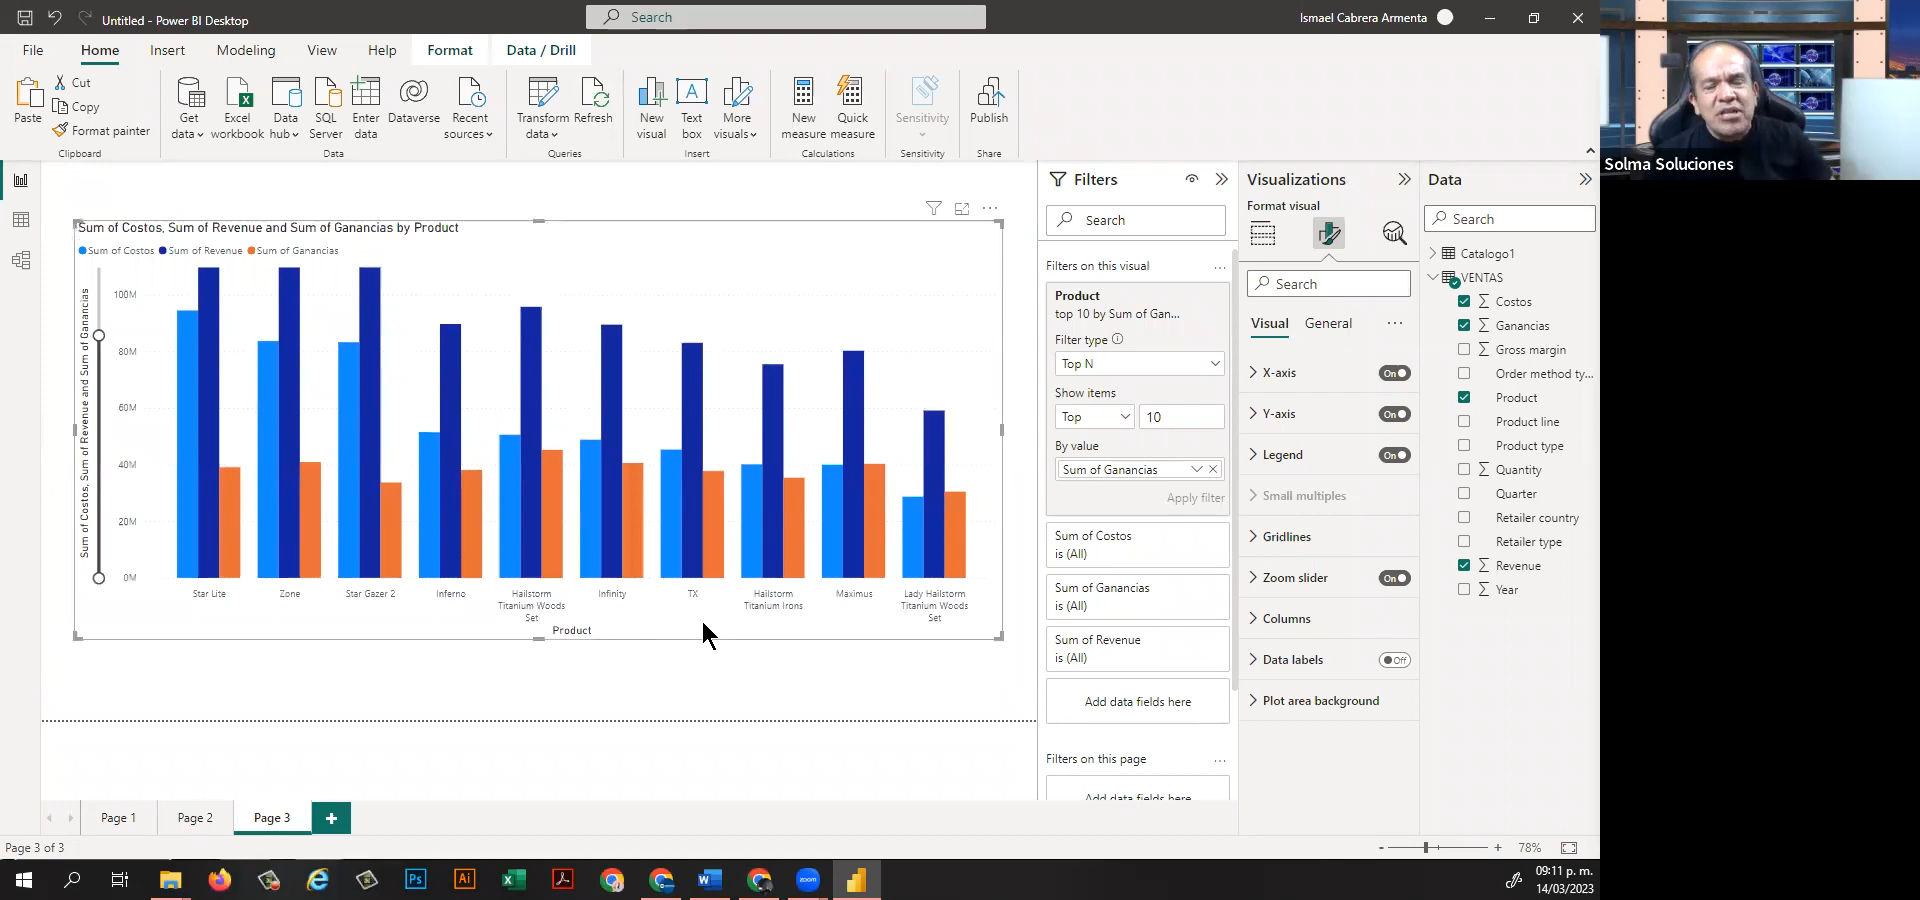 Untitled - Power BI Desktop
Search
Ismael Cabrera Armenta
File
Home
Insert
Modeling
View
Help
Format
Data / Drill
Paste
Cut
Copy
Format painter
Clipboard
Get data
Excel workbook
Data hub
SQL Server
Enter data
Dataverse
Recent sources
Data
Transform data
Refresh
Queries
New visual
Text box
More visuals
Insert
New measure
Quick measure
Calculations
Sensitivity
Sensitivity
Publish
Share
Solma Soluciones
Sum of Costos, Sum of Revenue and Sum of Ganancias by Product
Sum of Costos
Sum of Revenue
Sum of Ganancias
Sum of Costos, Sum of Revenue and Sum of Ganancias
100M
80M
60M
40M
20M
0M
Star Lite
Zone
Star Gazer 2
Inferno
Hailstorm
Titanium Woods
Set
Infinity
TX
Hailstorm
Titanium Irons
Maximus
Lady Hailstorm
Titanium Woods
Set
Product
Filters
Search
Filters on this visual
Product
top 10 by Sum of Gan...
Filter type
Top N
Show items
Top
10
By value
Sum of Ganancias
Apply filter
Sum of Costos
is (All)
Sum of Ganancias
is (All)
Sum of Revenue
is (All)
Add data fields here
Filters on this page
Add data fields here
Visualizations
Format visual
Search
Visual
General
X-axis
On
Y-axis
On
Legend
On
Small multiples
Gridlines
Zoom slider
On
Columns
Data labels
Off
Plot area background
Data
Search
Catalogo1
VENTAS
Costos
Ganancias
Gross margin
Order method ty...
Product
Product line
Product type
Quantity
Quarter
Retailer country
Retailer type
Revenue
Year
Page 1
Page 2
Page 3
Page 3 of 3
78%
Ps
Ai
zoom
09:11 p. m.
14/03/2023